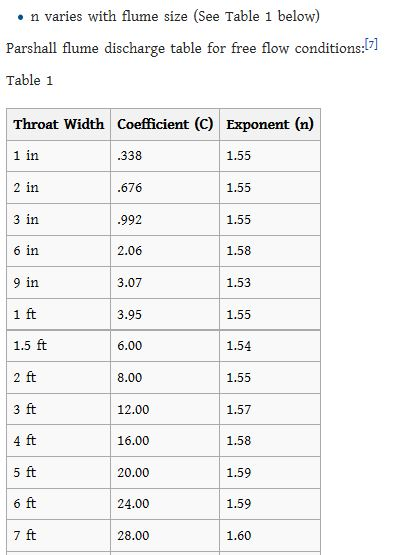 • n varies with flume size (See Table 1 below)
Parshall flume discharge table for free flow conditions:[7]
Table 1
Throat Width Coefficient (C) Exponent (n)
1 in .338 1.55
2 in .676 1.55
3 in .992 1.55
6 in 2.06 1.58
9 in 3.07 1.53
1 ft 3.95 1.55
1.5 ft 6.00 1.54
2 ft 8.00 1.55
3 ft 12.00 1.57
4 ft 16.00 1.58
5 ft 20.00 1.59
6 ft 24.00 1.59
7 ft 28.00 1.60